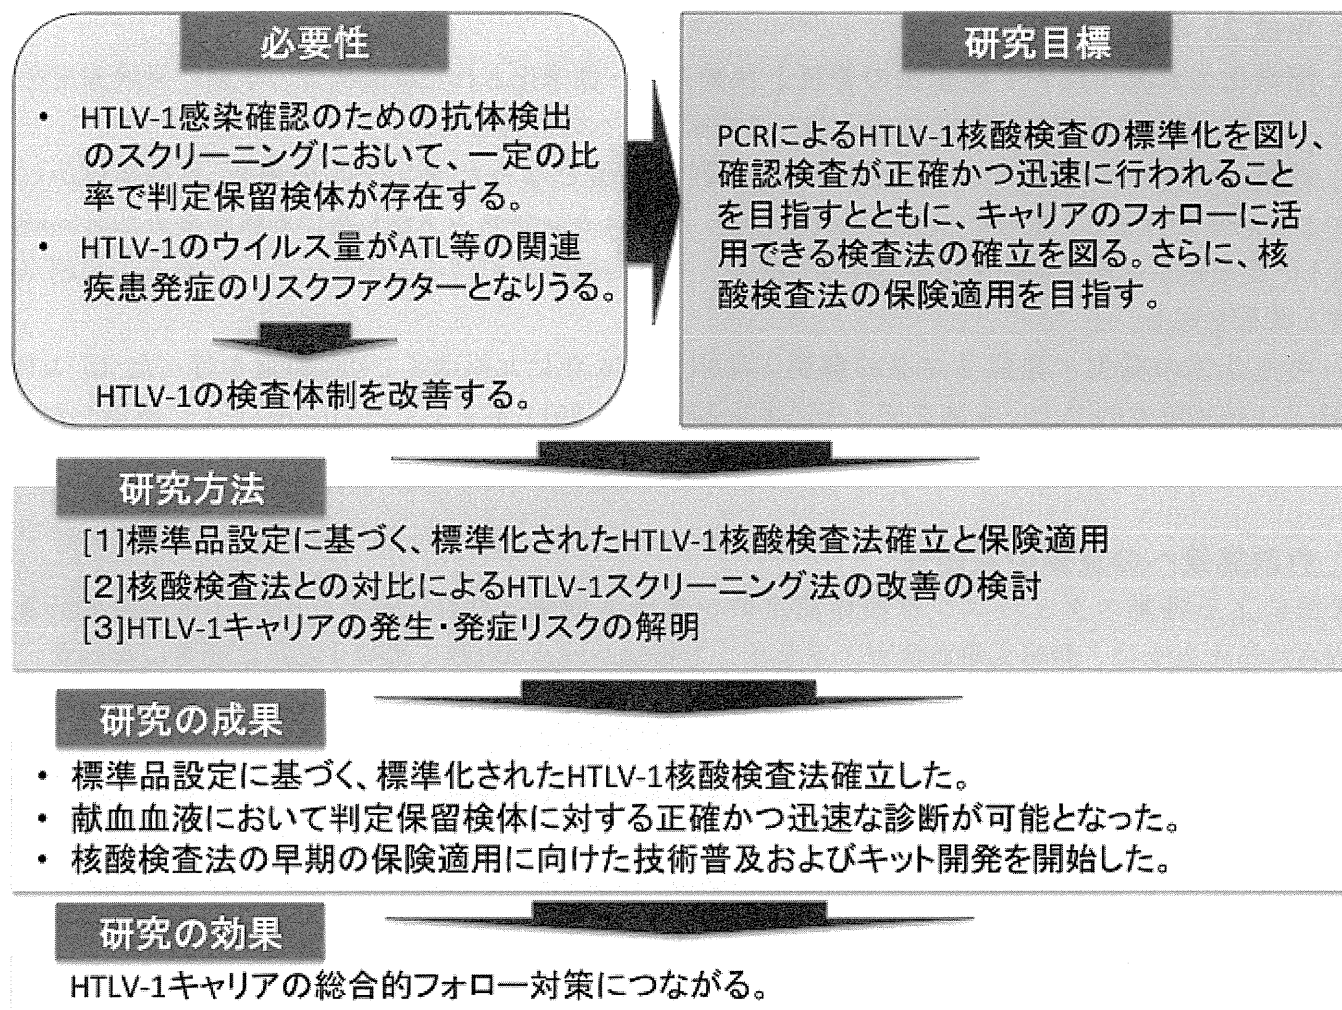 必要性
• HTLV-1感染確認のための抗体検出
のスクリーニングにおいて、一定の比
率で判定保留検体が存在する。
• HTLV-1のウイルス量がATL等の関連
疾患発症のリスクファクターとなりうる。
HTLV-1の検査体制を改善する。
研究目標
PCRによるHTLV-1核酸検査の標準化を図り、
確認検査が正確かつ迅速に行われること
を目指すとともに、キャリアのフォローに活
用できる検査法の確立を図る。さらに、核
酸検査法の保険適用を目指す。
研究方法
[1]標準品設定に基づく、標準化されたHTLV-1核酸検査法確立と保険適用
[2]核酸検査法との対比によるHTLV-1スクリーニング法の改善の検討
[3]HTLV-1キャリアの発生・発症リスクの解明
研究の成果
• 標準品設定に基づく、標準化されたHTLV-1核酸検査法確立した。
• 献血血液において判定保留検体に対する正確かつ迅速な診断が可能となった。
• 核酸検査法の早期の保険適用に向けた技術普及およびキット開発を開始した。
研究の効果
HTLV-1キャリアの総合的フォロー対策につながる。